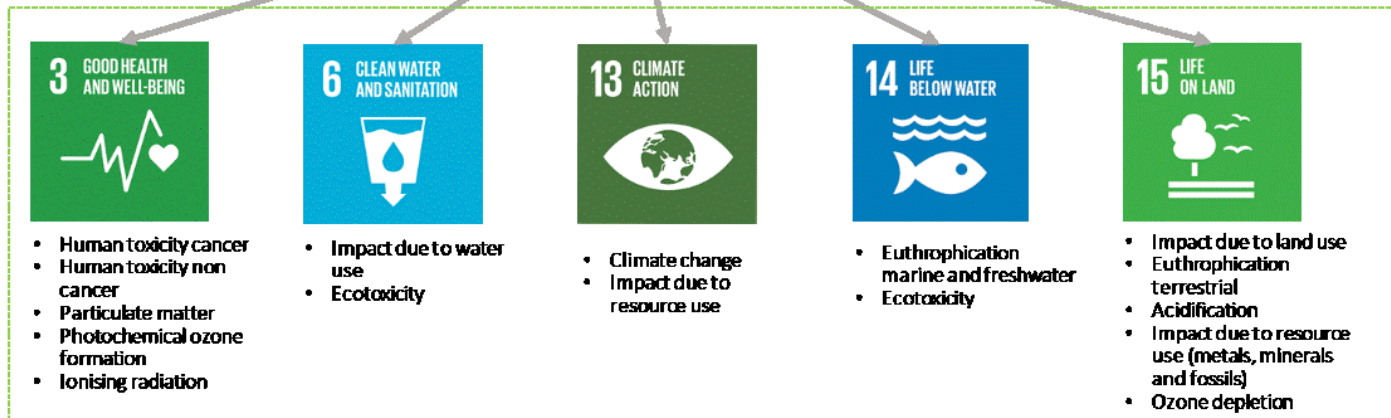 3 GOOD HEALTH
AND WELL-BEING
• Human toxicity cancer
• Human toxicity non
cancer
• Particulate matter
• Photochemical ozone
formation
• Ionising radiation
6 CLEAN WATER
AND SANITATION
• Impact due to water
use
• Ecotoxicity
13 CLIMATE
ACTION
• Climate change
• Impact due to
resource use
14 LIFE
BELOW WATER
• Euthrophication
marine and freshwater
• Ecotoxicity
15 LIFE
ON LAND
• Impact due to land use
• Euthrophication
terrestrial
• Acidification
• Impact due to resource
use (metals, minerals
and fossils)
• Ozone depletion